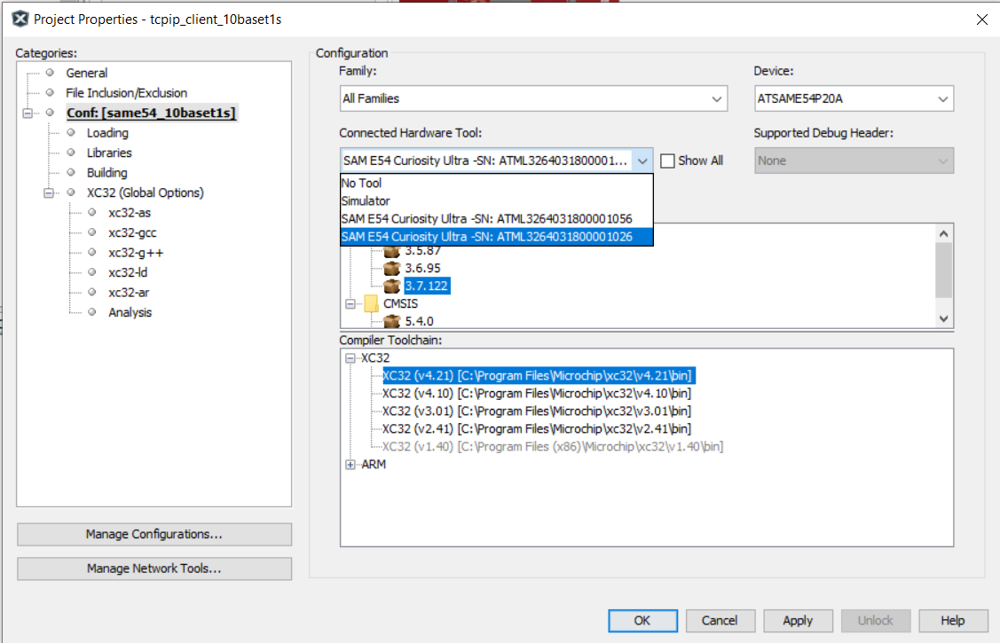 Project Properties - tcpip_client_10baset1s
Categories:
General
File Inclusion/Exclusion
Conf: [same54_10baset1s]
Loading
Libraries
Building
XC32 (Global Options)
xc32-as
xc32-gcc
xc32-g++
xc32-ld
xc32-ar
Analysis
Manage Configurations...
Manage Network Tools...
Configuration
Family:
All Families
Device:
ATSAME54P20A
Connected Hardware Tool:
SAM E54 Curiosity Ultra -SN: ATML3264031800001...
Show All
Supported Debug Header:
None
No Tool
Simulator
SAM E54 Curiosity Ultra -SN: ATML3264031800001056
SAM E54 Curiosity Ultra -SN: ATML3264031800001026
3.5.87
3.6.95
3.7.122
CMSIS
5.4.0
Compiler Toolchain:
XC32
XC32 (v4.21) [C:\Program Files\Microchip\xc32\v4.21\bin]
XC32 (v4.10) [C:\Program Files\Microchip\xc32\v4.10\bin]
XC32 (v3.01) [C:\Program Files\Microchip\xc32\v3.01\bin]
XC32 (v2.41) [C:\Program Files\Microchip\xc32\v2.41\bin]
XC32 (v1.40) [C:\Program Files (x86)\Microchip\xc32\v1.40\bin]
ARM
OK
Cancel
Apply
Unlock
Help